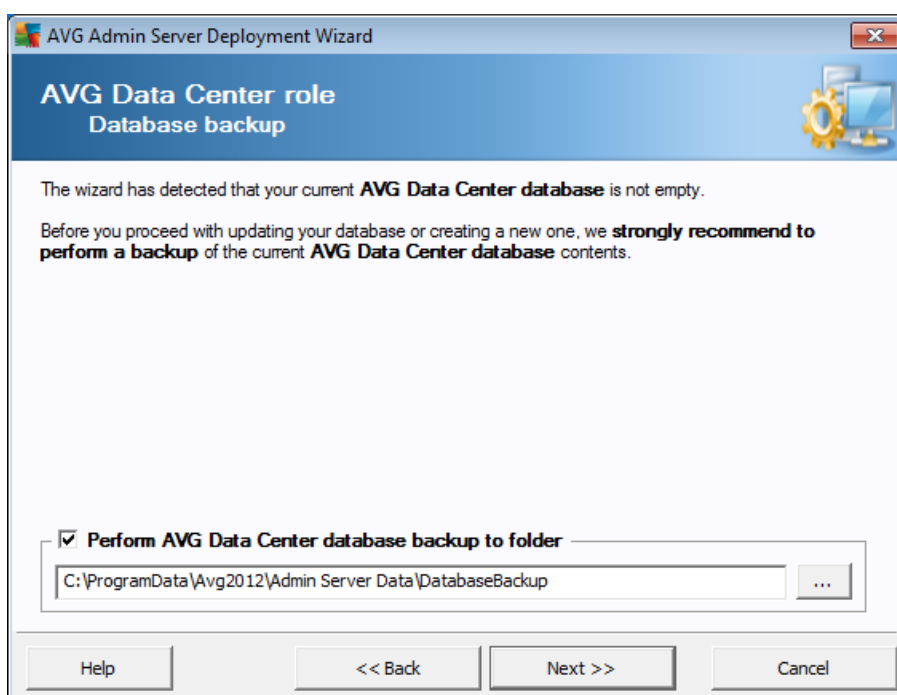 AVG Admin Server Deployment Wizard
AVG Data Center role
Database backup
The wizard has detected that your current AVG Data Center database is not empty.
Before you proceed with updating your database or creating a new one, we strongly recommend to
perform a backup of the current AVG Data Center database contents.
Perform AVG Data Center database backup to folder
C:\ProgramData\Avg2012\Admin Server Data\DatabaseBackup
...
Help
<< Back
Next >>
Cancel